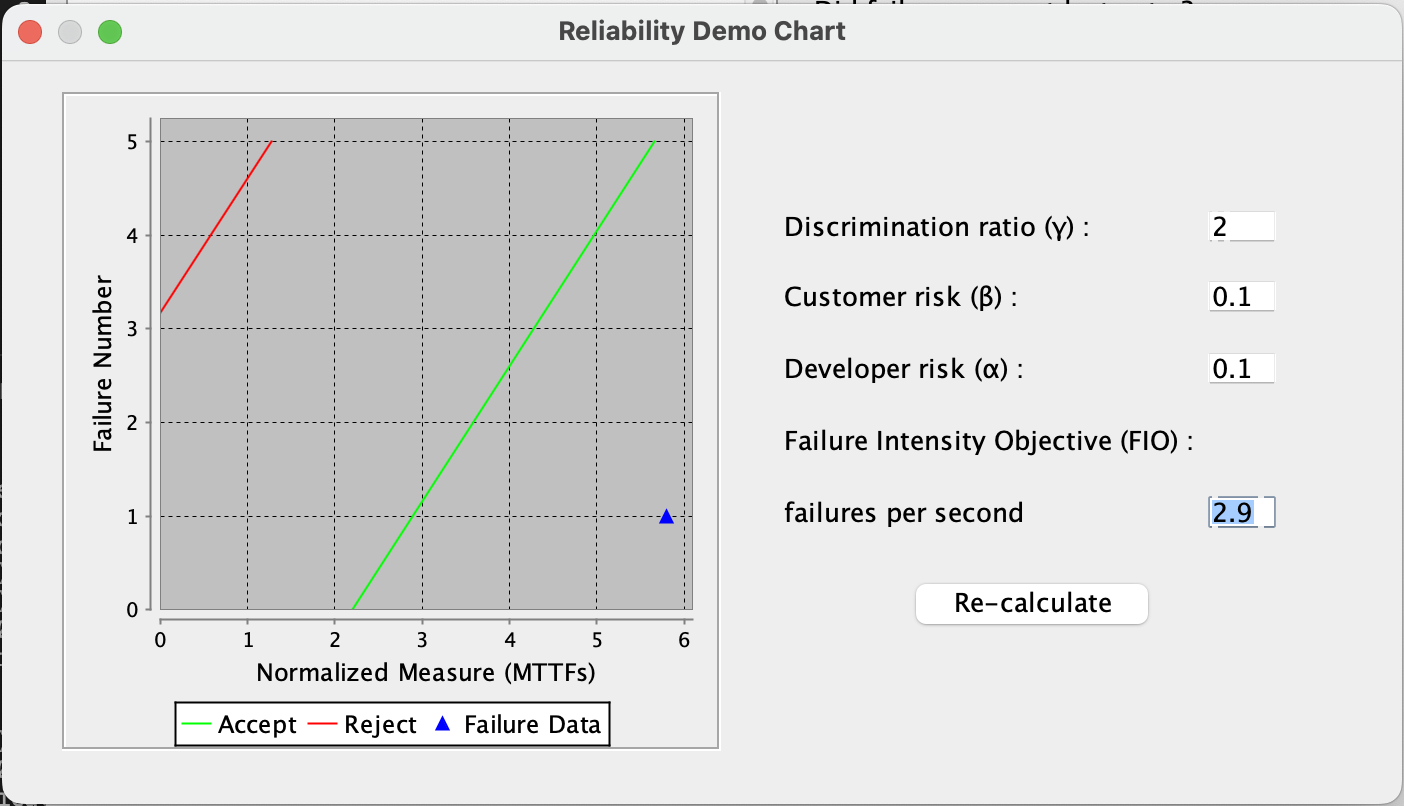 Reliability Demo Chart
5
4
3
2
1
0
Failure Number
0 1 2 3 4 5 6
Normalized Measure (MTTFs)
Accept Reject Failure Data
Discrimination ratio (γ) : 2
Customer risk (β) : 0.1
Developer risk (α) : 0.1
Failure Intensity Objective (FIO) :
failures per second 2.9
Re-calculate